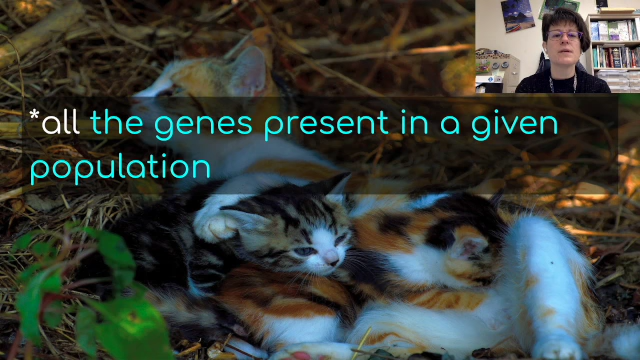 *all the genes present in a given
population